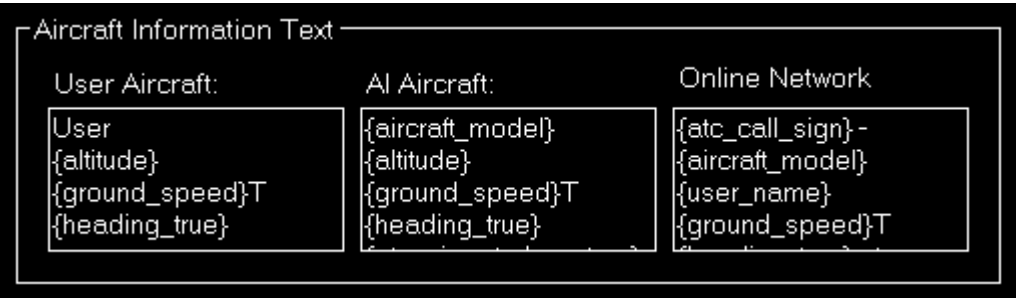 Aircraft Information Text
User Aircraft:
User
{altitude}
{ground_speed}T
{heading_true}
AI Aircraft:
{aircraft_model}
{altitude}
{ground_speed}T
{heading_true}
Online Network
{atc_call_sign} -
{aircraft_model}
{user_name}
{ground_speed}T